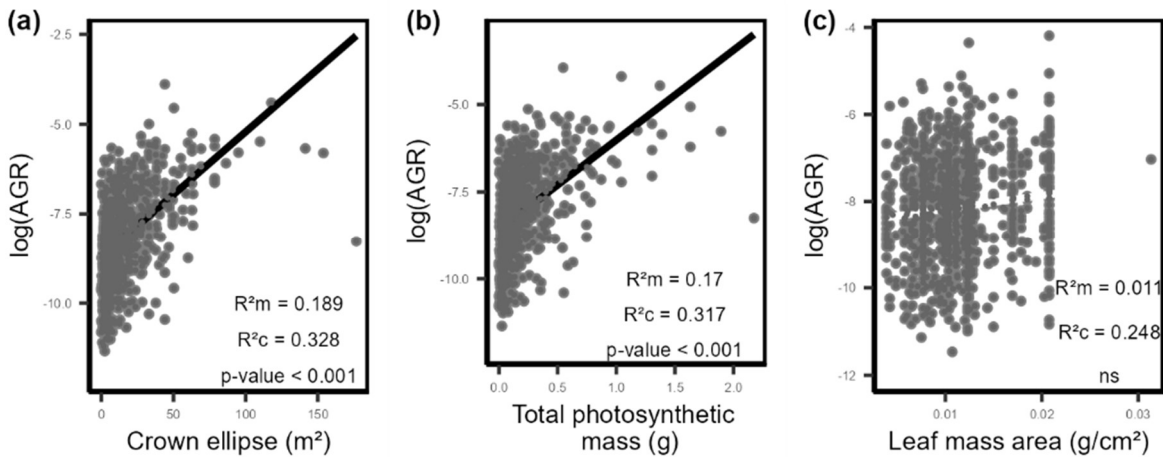 (a)
-2.5
-5.0
-7.5
-10.0
log(AGR)
R²m = 0.189
R²c = 0.328
p-value < 0.001
0
50
100
150
Crown ellipse (m²)
(b)
-5.0
-7.5
-10.0
log(AGR)
R²m = 0.17
R²c = 0.317
p-value < 0.001
0.0
0.5
1.0
1.5
2.0
Total photosynthetic
mass (g)
(c)
-4
-6
-8
-10
-12
log(AGR)
R²m = 0.011
R²c = 0.248
ns
0.01
0.02
0.03
Leaf mass area (g/cm²)